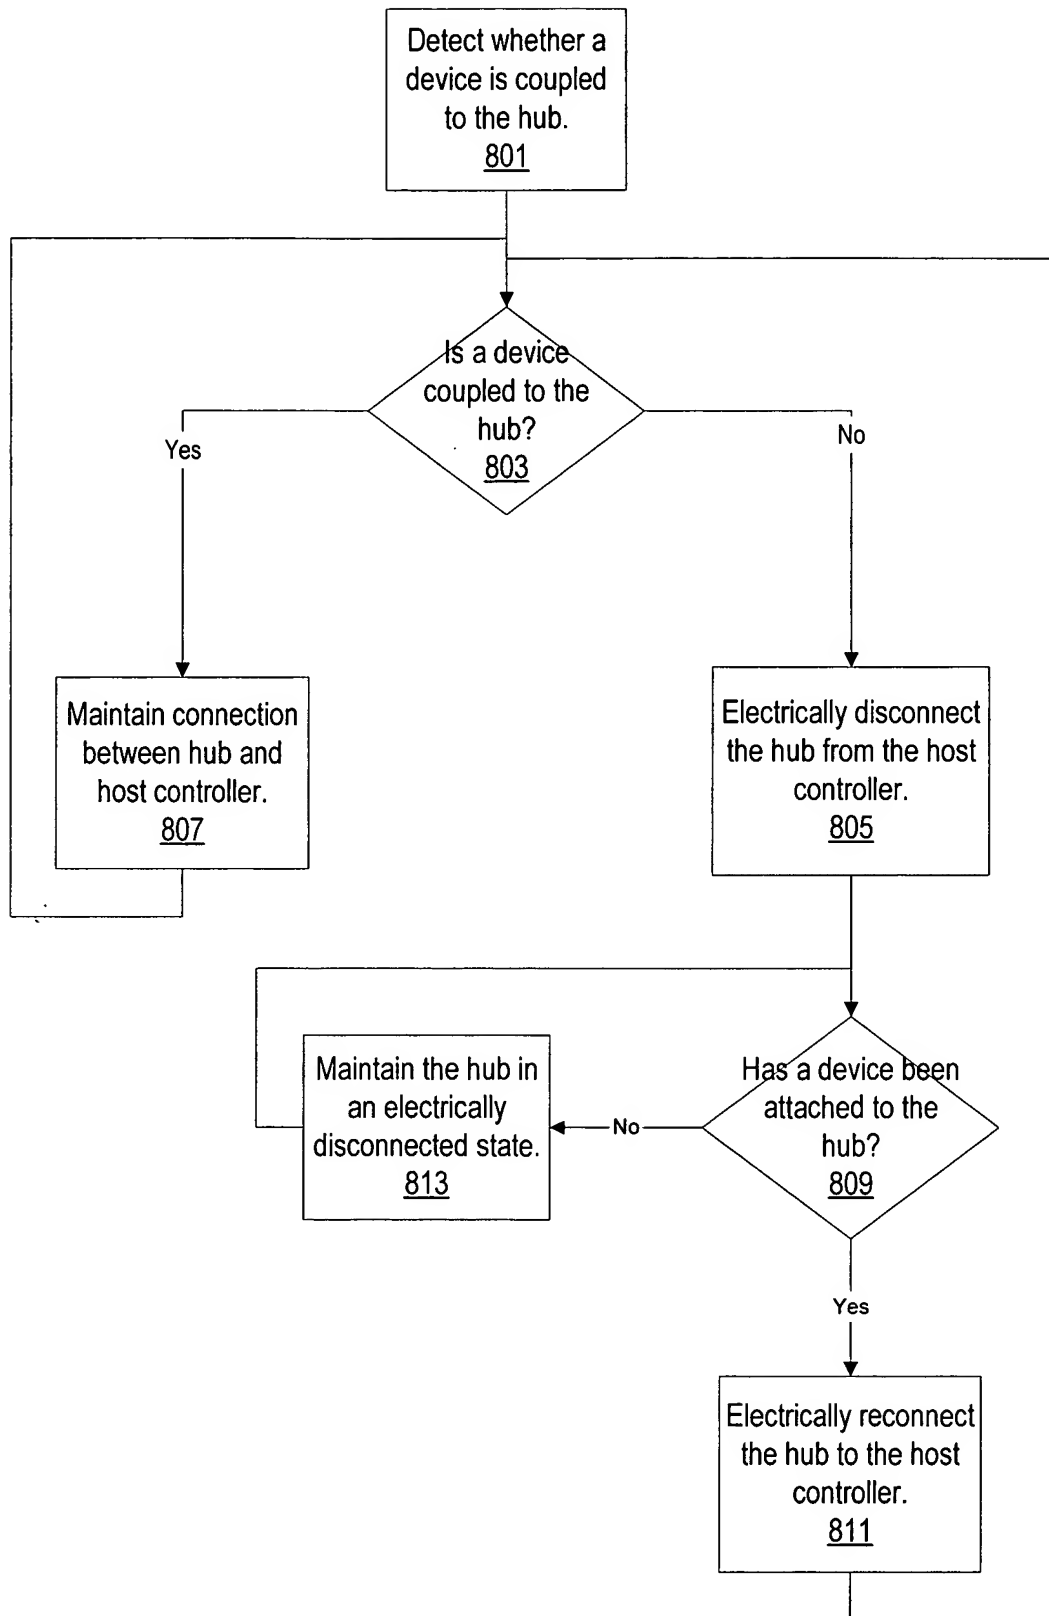 Detect whether a
device is coupled
to the hub.
801
Is a device
coupled to the
hub?
803
Yes
No
Maintain connection
between hub and
host controller.
807
Electrically disconnect
the hub from the host
controller.
805
Maintain the hub in
an electrically
disconnected state.
813
No
Has a device been
attached to the
hub?
809
Yes
Electrically reconnect
the hub to the host
controller.
811